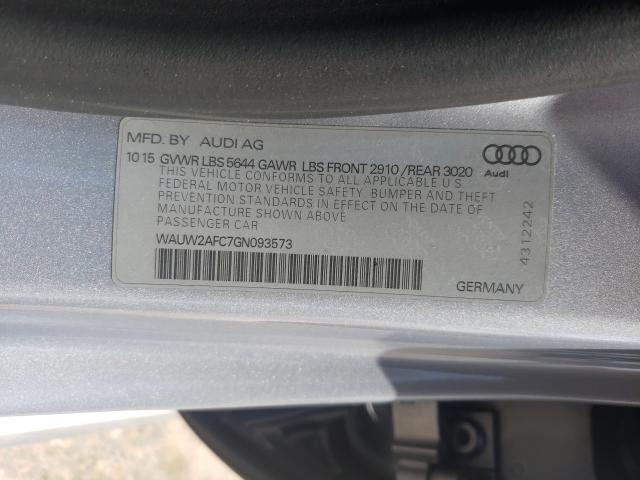 MFD. BY AUDI AG
10 15 GVWR LBS 5644 GAWR LBS FRONT 2910 /REAR 3020
THIS VEHICLE CONFORMS TO ALL APPLICABLE U S
FEDERAL MOTOR VEHICLE SAFETY, BUMPER AND THEFT
PREVENTION STANDARDS IN EFFECT ON THE DATE OF
MANUFACTURE SHOWN ABOVE
PASSENGER CAR
WAUW2AFC7GN093573
GERMANY
Audi
4312242